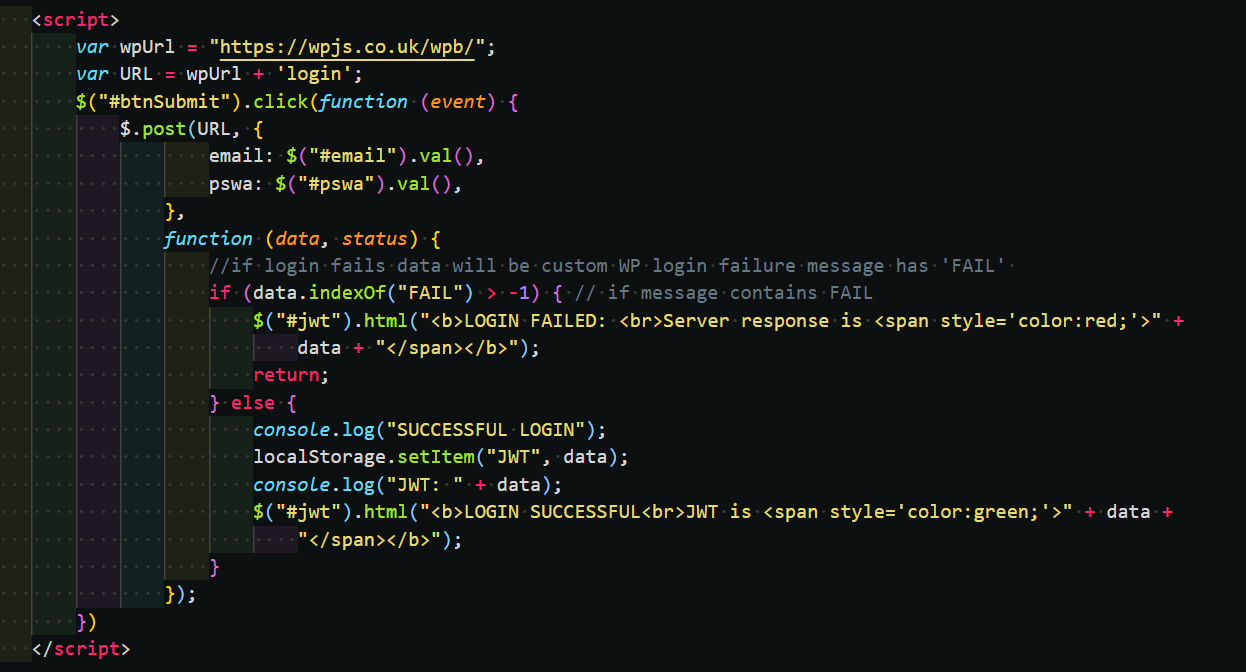 <script>
var wpUrl = "https://wpjs.co.uk/wpb/";
var URL = wpUrl + 'login';
$("#btnSubmit").click(function (event) {
$.post(URL, {
email: $("#email").val(),
pswa: $("#pswa").val(),
},
function (data, status) {
//if login fails data will be custom WP login failure message has 'FAIL'
if (data.indexOf("FAIL") > -1) { // if message contains FAIL
$("#jwt").html("<b>LOGIN FAILED: <br>Server response is <span style='color:red;'>" +
data + "</span></b>");
return;
} else {
console.log("SUCCESSFUL LOGIN");
localStorage.setItem("JWT", data);
console.log("JWT: " + data);
$("#jwt").html("<b>LOGIN SUCCESSFUL<br>JWT is <span style='color:green;'>" + data +
"</span></b>");
}
});
})
</script>